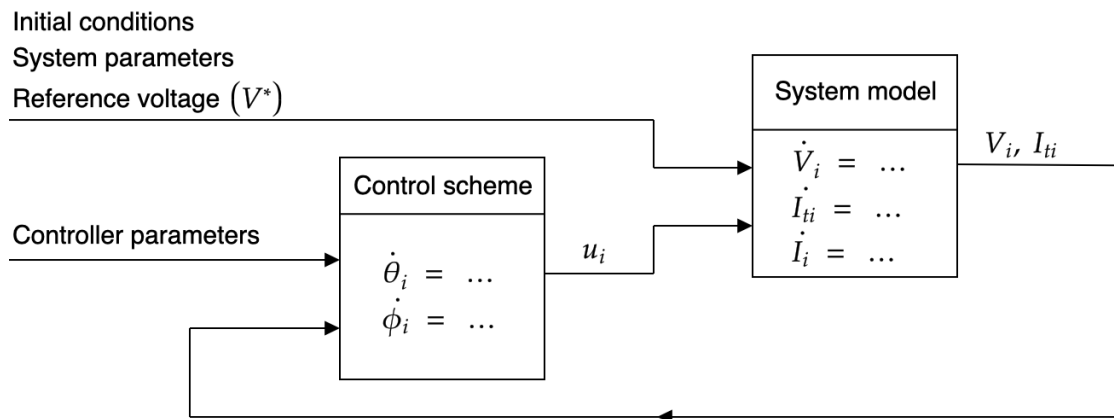 Initial conditions
System parameters
Reference voltage (V*)
System model
V̇ᵢ = ...
İₜᵢ = ...
İᵢ = ...
Vᵢ, Iₜᵢ
Control scheme
θ̇ᵢ = ...
ϕ̇ᵢ = ...
Controller parameters
uᵢ